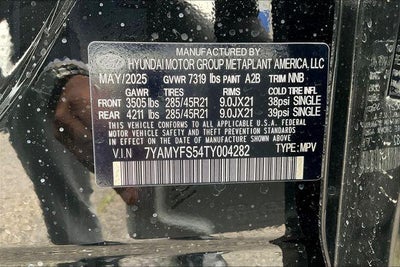 MANUFACTURED BY
HYUNDAI MOTOR GROUP METAPLANT AMERICA, LLC
MAY/2025 GVWR 7319 lbs PAINT A2B TRIM NNB
GAWR TIRES RIMS COLD TIRE INFL
FRONT 3505 lbs 285/45R21 9.0JX21 38psi SINGLE
REAR 4211 lbs 285/45R21 9.0JX21 39psi SINGLE
THIS VEHICLE CONFORMS TO ALL APPLICABLE U.S.A. FEDERAL
MOTOR VEHICLE SAFETY AND THEFT PREVENTION STANDARDS
IN EFFECT ON THE DATE OF MANUFACTURE SHOWN ABOVE.
V.I.N 7YAMYFS54TY004282 TYPE: MPV